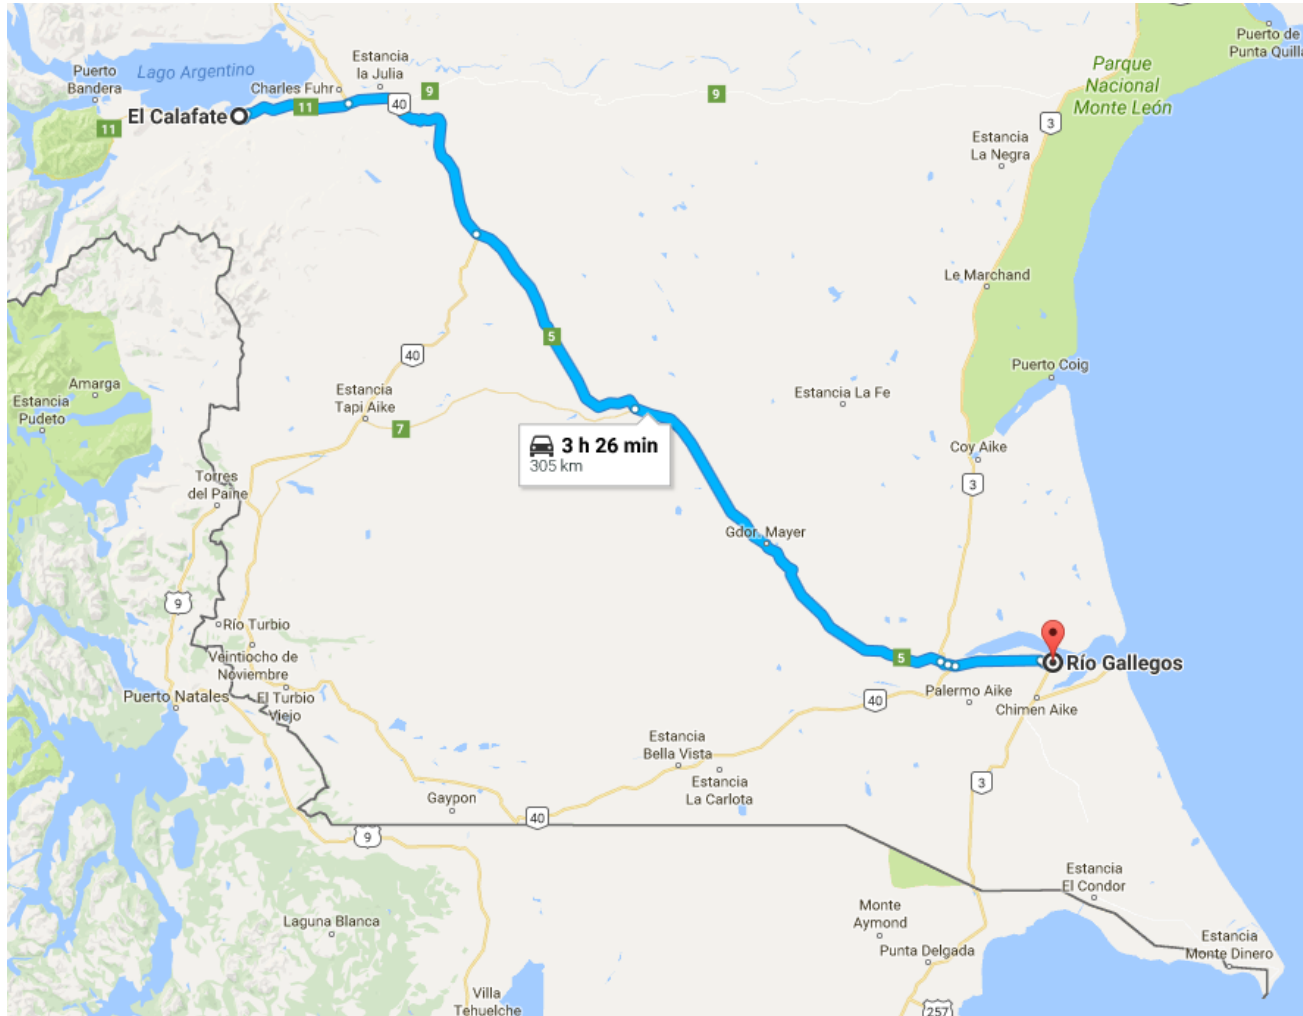 Puerto de
Punta Quilla
Parque
Nacional
Monte León
Estancia
la Julia
Lago Argentino
Puerto
Bandera
Charles Fuhr
9
9
40
11
El Calafate
11
3
Estancia
La Negra
Le Marchand
5
40
Puerto Coig
Amarga
Estancia
Pudeto
Estancia
Tapi Aike
Estancia La Fe
7
3 h 26 min
305 km
Coy Aike
3
Torres
del Paine
Gdor. Mayer
9
Río Turbio
Veintiocho de
Noviembre
5
Río Gallegos
Puerto Natales
El Turbio
Viejo
40
Palermo Aike
Chimen Aike
Estancia
Bella Vista
Estancia
La Carlota
3
Gaypon
40
9
Estancia
El Condor
Laguna Blanca
Monte
Aymond
Punta Delgada
Estancia
Monte Dinero
Villa
Tehuelche
257